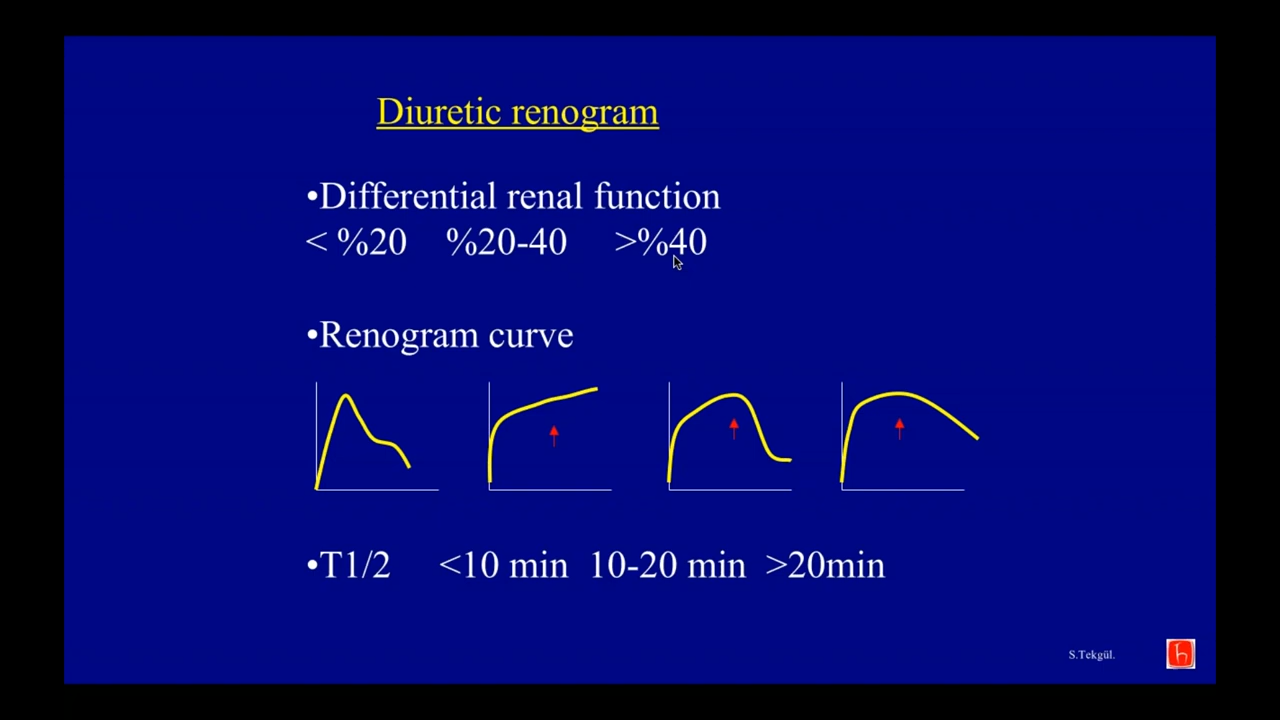 Diuretic renogram
•Differential renal function
< %20 %20-40 >%40
•Renogram curve
•T1/2 <10 min 10-20 min >20min
S.Tekgül.